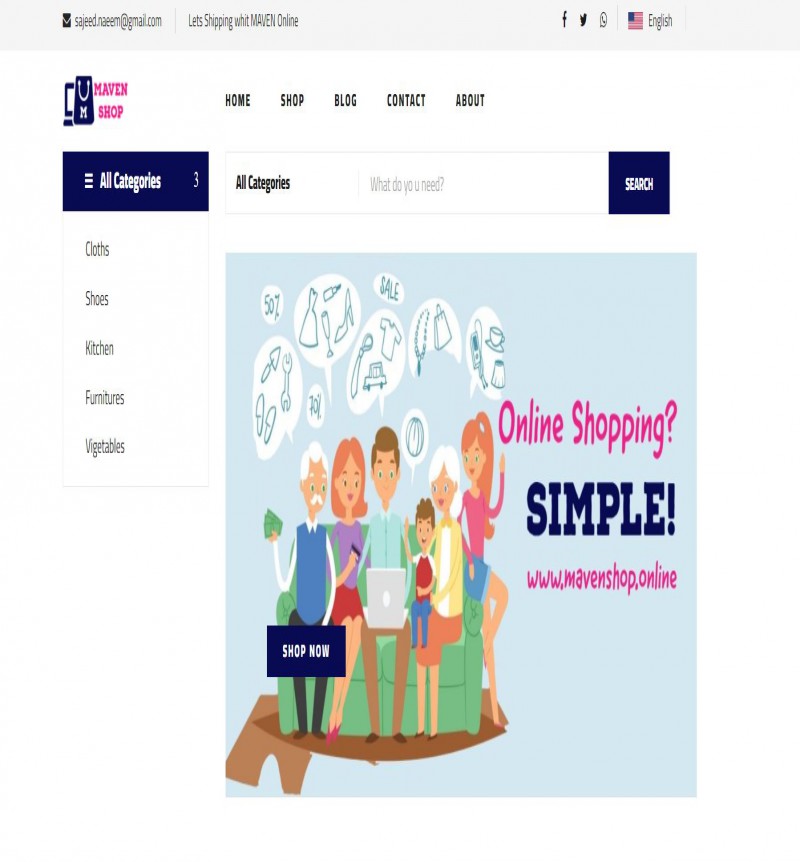 sajeed.naeem@gmail.com
Lets Shipping whit MAVEN Online
English
MAVEN
SHOP
M
HOME
SHOP
BLOG
CONTACT
ABOUT
All Categories
3
All Categories
What do yo u need?
SEARCH
Cloths
Shoes
Kitchen
Furnitures
Vigetables
50%
SALE
70%
Online Shopping?
SIMPLE!
www.mavenshop.online
SHOP NOW